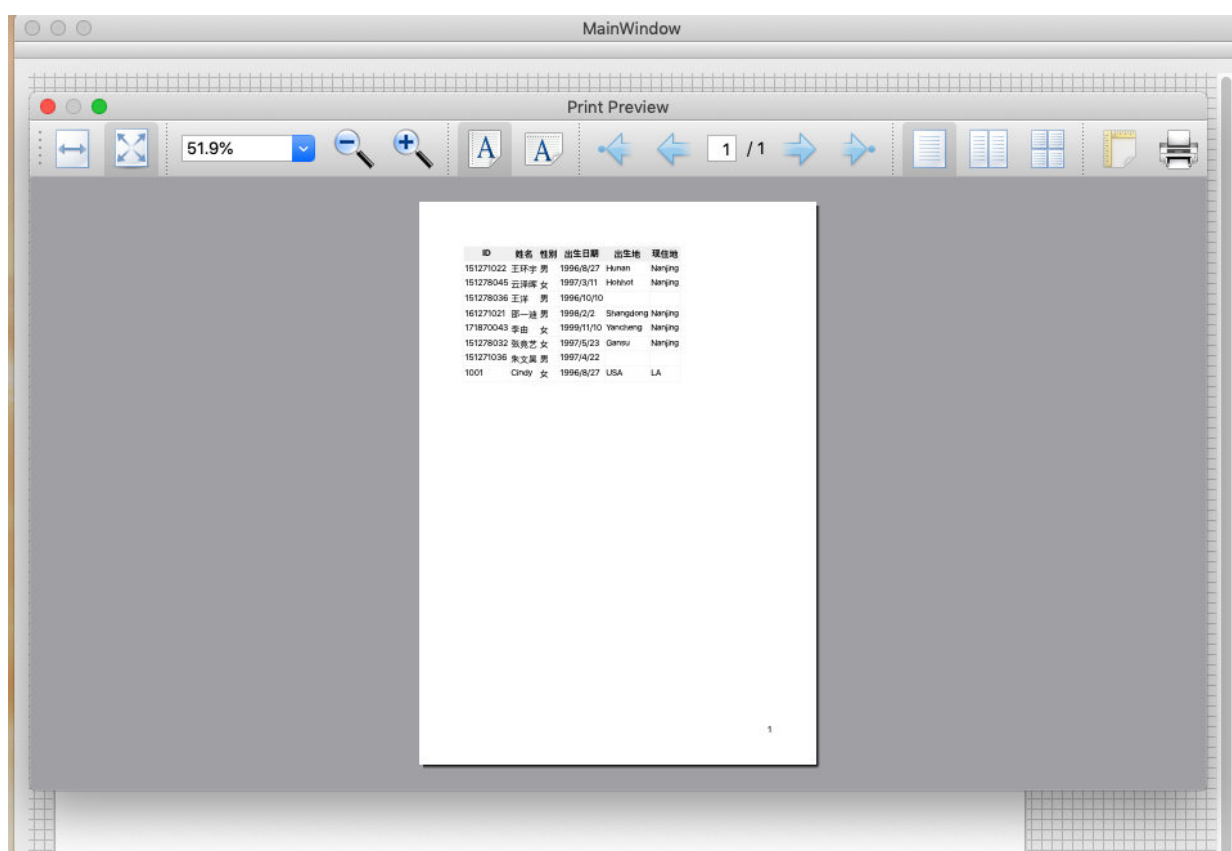 MainWindow
Print Preview
51.9% A A 1 / 1
ID 姓名 性别 出生日期 出生地 现住地
151271022 王环宇 男 1996/8/27 Hunan Nanjing
151278045 云泽晖 女 1997/3/11 Hohhot Nanjing
151278036 王洋 男 1996/10/10
161271021 邵一迪 男 1998/2/2 Shangdong Nanjing
171870043 李由 女 1999/11/10 Yancheng Nanjing
151278032 张竞艺 女 1997/5/23 Gansu Nanjing
151271036 朱文昊 男 1997/4/22
1001 Cindy 女 1996/8/27 USA LA
1